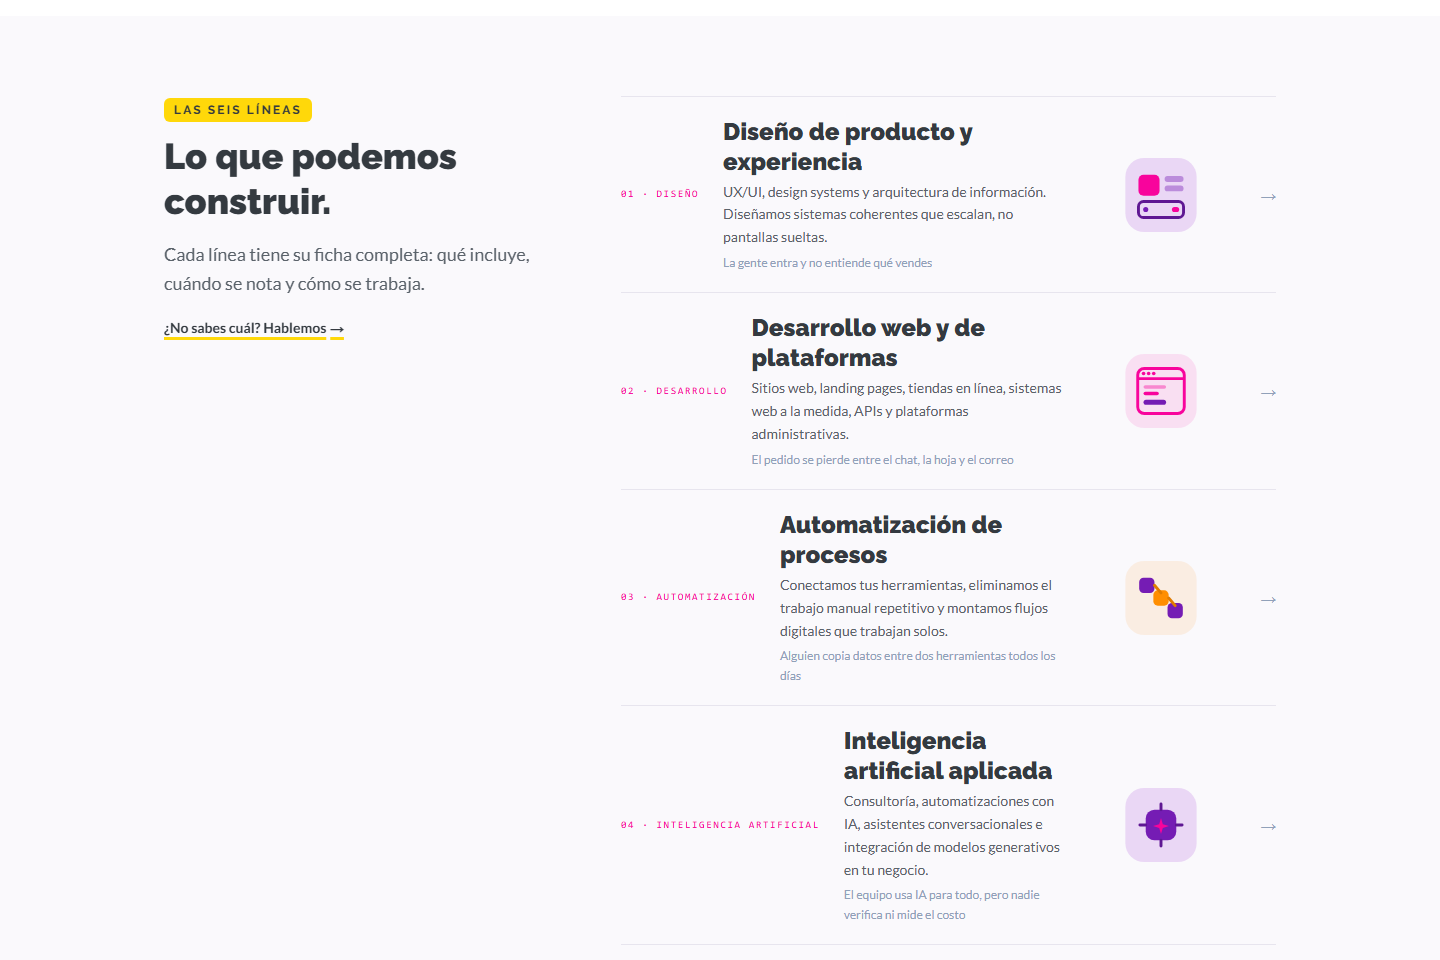 LAS SEIS LÍNEAS
Lo que podemos
construir.
Cada línea tiene su ficha completa: qué incluye,
cuándo se nota y cómo se trabaja.
¿No sabes cuál? Hablemos →
01 · DISEÑO
Diseño de producto y
experiencia
UX/UI, design systems y arquitectura de información.
Diseñamos sistemas coherentes que escalan, no
pantallas sueltas.
La gente entra y no entiende qué vendes
→
02 · DESARROLLO
Desarrollo web y de
plataformas
Sitios web, landing pages, tiendas en línea, sistemas
web a la medida, APIs y plataformas
administrativas.
El pedido se pierde entre el chat, la hoja y el correo
→
03 · AUTOMATIZACIÓN
Automatización de
procesos
Conectamos tus herramientas, eliminamos el
trabajo manual repetitivo y montamos flujos
digitales que trabajan solos.
Alguien copia datos entre dos herramientas todos los
días
→
04 · INTELIGENCIA ARTIFICIAL
Inteligencia
artificial aplicada
Consultoría, automatizaciones con
IA, asistentes conversacionales e
integración de modelos generativos
en tu negocio.
El equipo usa IA para todo, pero nadie
verifica ni mide el costo
→